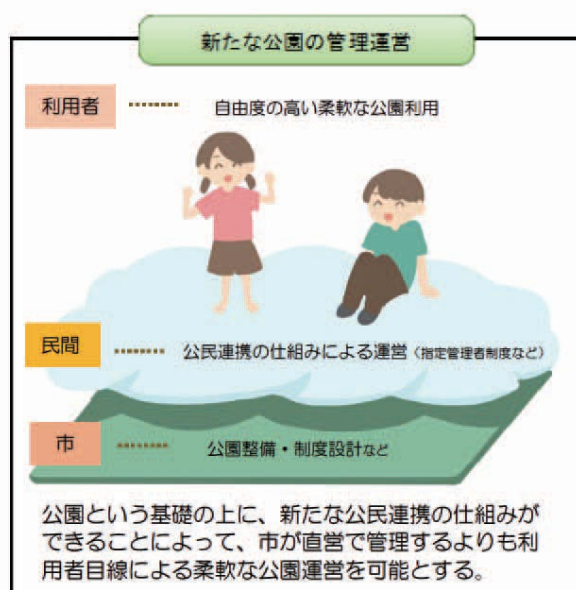 新たな公園の管理運営
利用者 ……… 自由度の高い柔軟な公園利用
民間 ……… 公民連携の仕組みによる運営（指定管理者制度など）
市 ……… 公園整備・制度設計など
公園という基礎の上に、新たな公民連携の仕組みが
できることによって、市が直営で管理するよりも利
用者目線による柔軟な公園運営を可能とする。